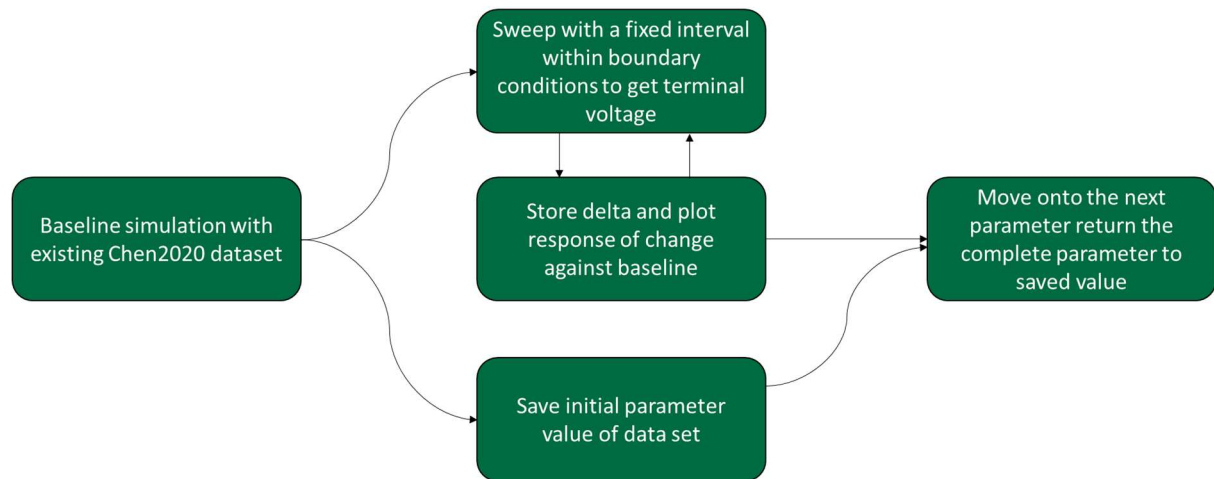 Sweep with a fixed interval
within boundary
conditions to get terminal
voltage
Baseline simulation with
existing Chen2020 dataset
Store delta and plot
response of change
against baseline
Move onto the next
parameter return the
complete parameter to
saved value
Save initial parameter
value of data set